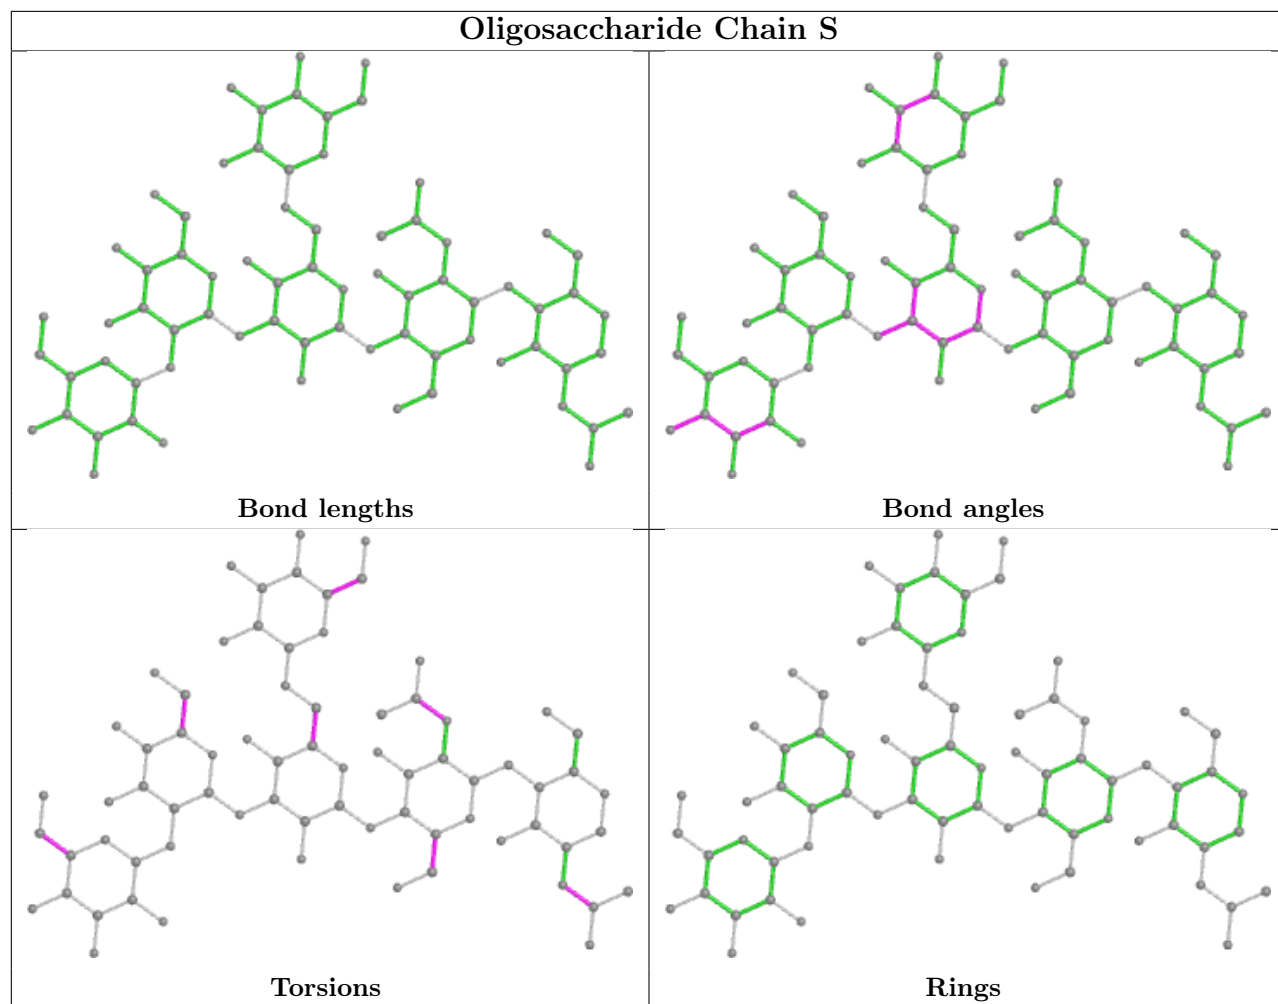 Oligosaccharide Chain S
Bond lengths
Bond angles
Torsions
Rings